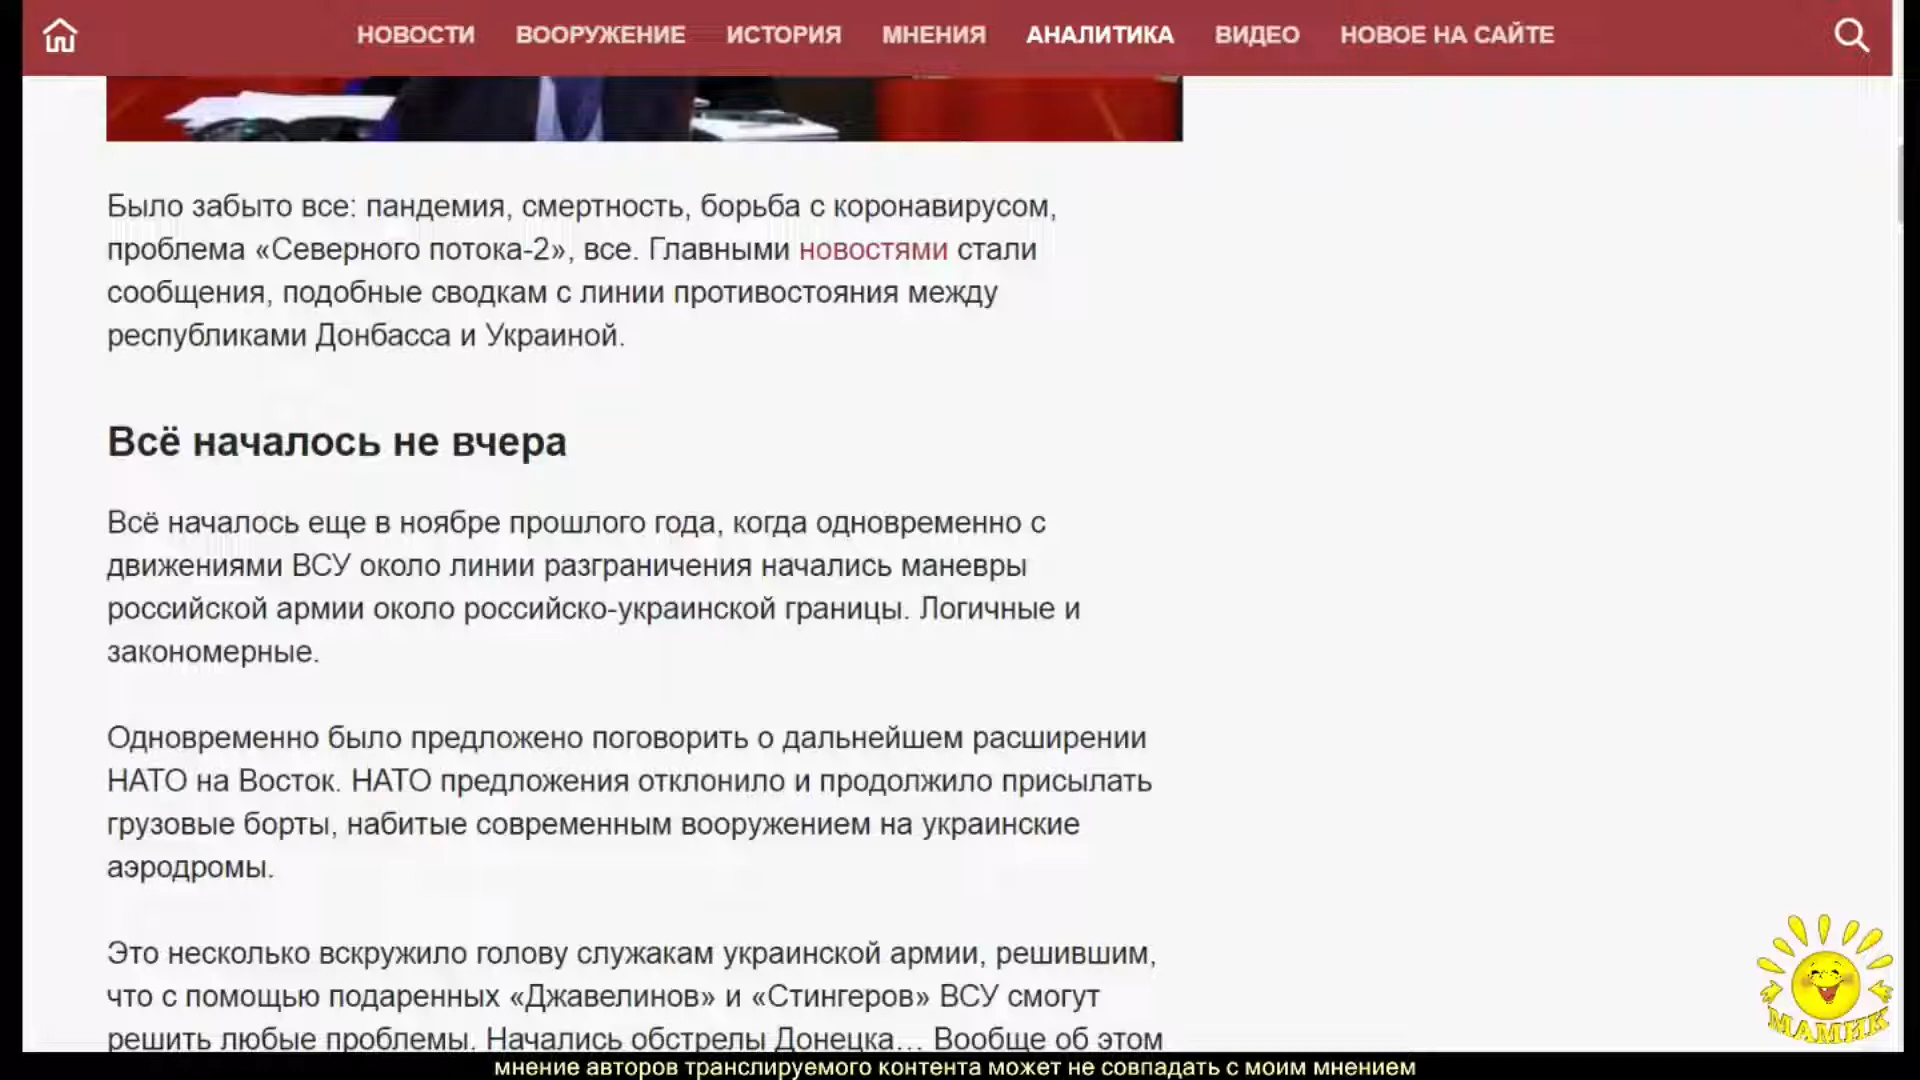 НОВОСТИ ВООРУЖЕНИЕ ИСТОРИЯ МНЕНИЯ АНАЛИТИКА ВИДЕО НОВОЕ НА САЙТЕ
Было забыто все: пандемия, смертность, борьба с коронавирусом,
проблема «Северного потока-2», все. Главными новостями стали
сообщения, подобные сводкам с линии противостояния между
республиками Донбасса и Украиной.
Всё началось не вчера
Всё началось еще в ноябре прошлого года, когда одновременно с
движениями ВСУ около линии разграничения начались маневры
российской армии около российско-украинской границы. Логичные и
закономерные.
Одновременно было предложено поговорить о дальнейшем расширении
НАТО на Восток. НАТО предложения отклонило и продолжило присылать
грузовые борты, набитые современным вооружением на украинские
аэродромы.
Это несколько вскружило голову служакам украинской армии, решившим,
что с помощью подаренных «Джавелинов» и «Стингеров» ВСУ смогут
решить любые проблемы. Начались обстрелы Донецка… Вообще об этом
МАМИК
мнение авторов транслируемого контента может не совпадать с моим мнением